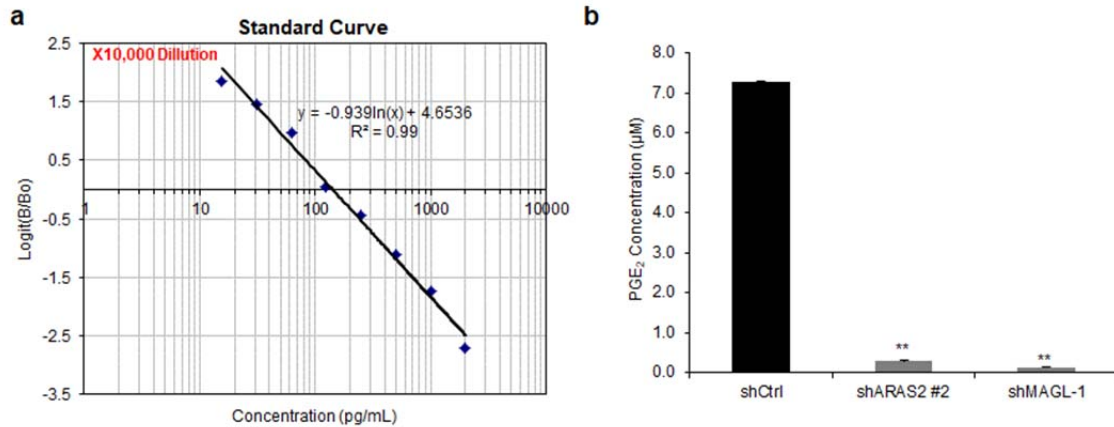 a
Standard Curve
X10,000 Dillution
2.5
1.5
0.5
-0.5
-1.5
-2.5
-3.5
1
10
100
1000
10000
y = -0.939ln(x) + 4.6536
R² = 0.99
Logit(B/Bo)
Concentration (pg/mL)
b
8.0
7.0
6.0
5.0
4.0
3.0
2.0
1.0
0.0
PGE₂ Concentration (µM)
**
**
shCtrl
shARAS2 #2
shMAGL-1